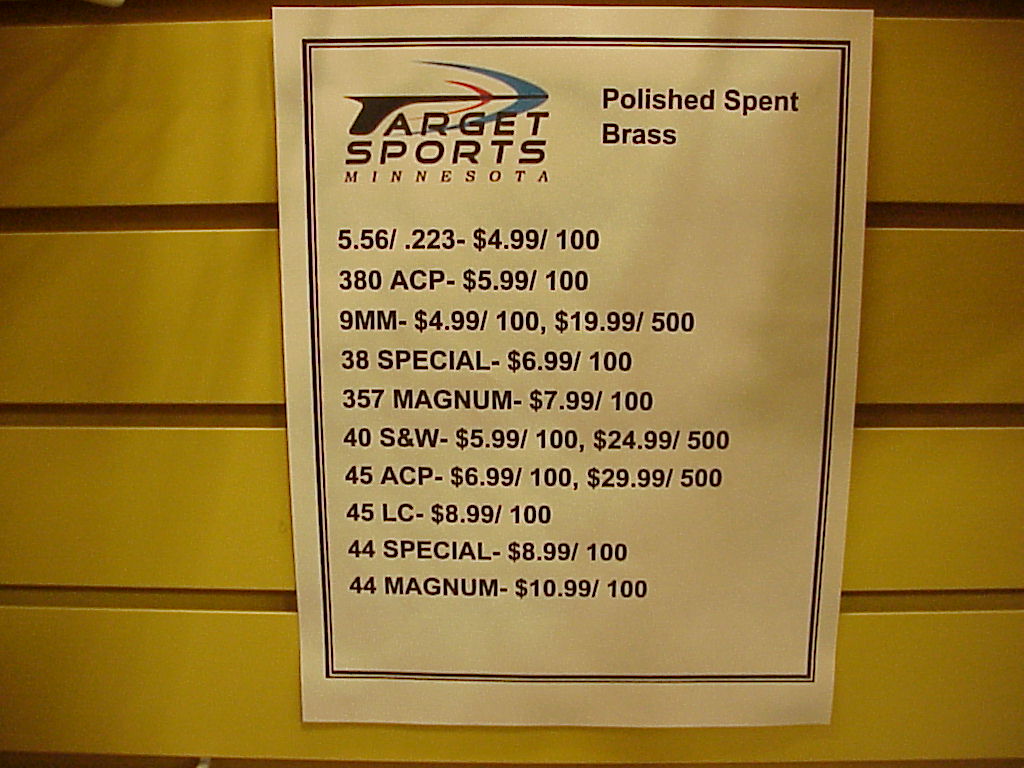 TARGET
SPORTS
MINNESOTA
Polished Spent
Brass
5.56/ .223- $4.99/ 100
380 ACP- $5.99/ 100
9MM- $4.99/ 100, $19.99/ 500
38 SPECIAL- $6.99/ 100
357 MAGNUM- $7.99/ 100
40 S&W- $5.99/ 100, $24.99/ 500
45 ACP- $6.99/ 100, $29.99/ 500
45 LC- $8.99/ 100
44 SPECIAL- $8.99/ 100
44 MAGNUM- $10.99/ 100